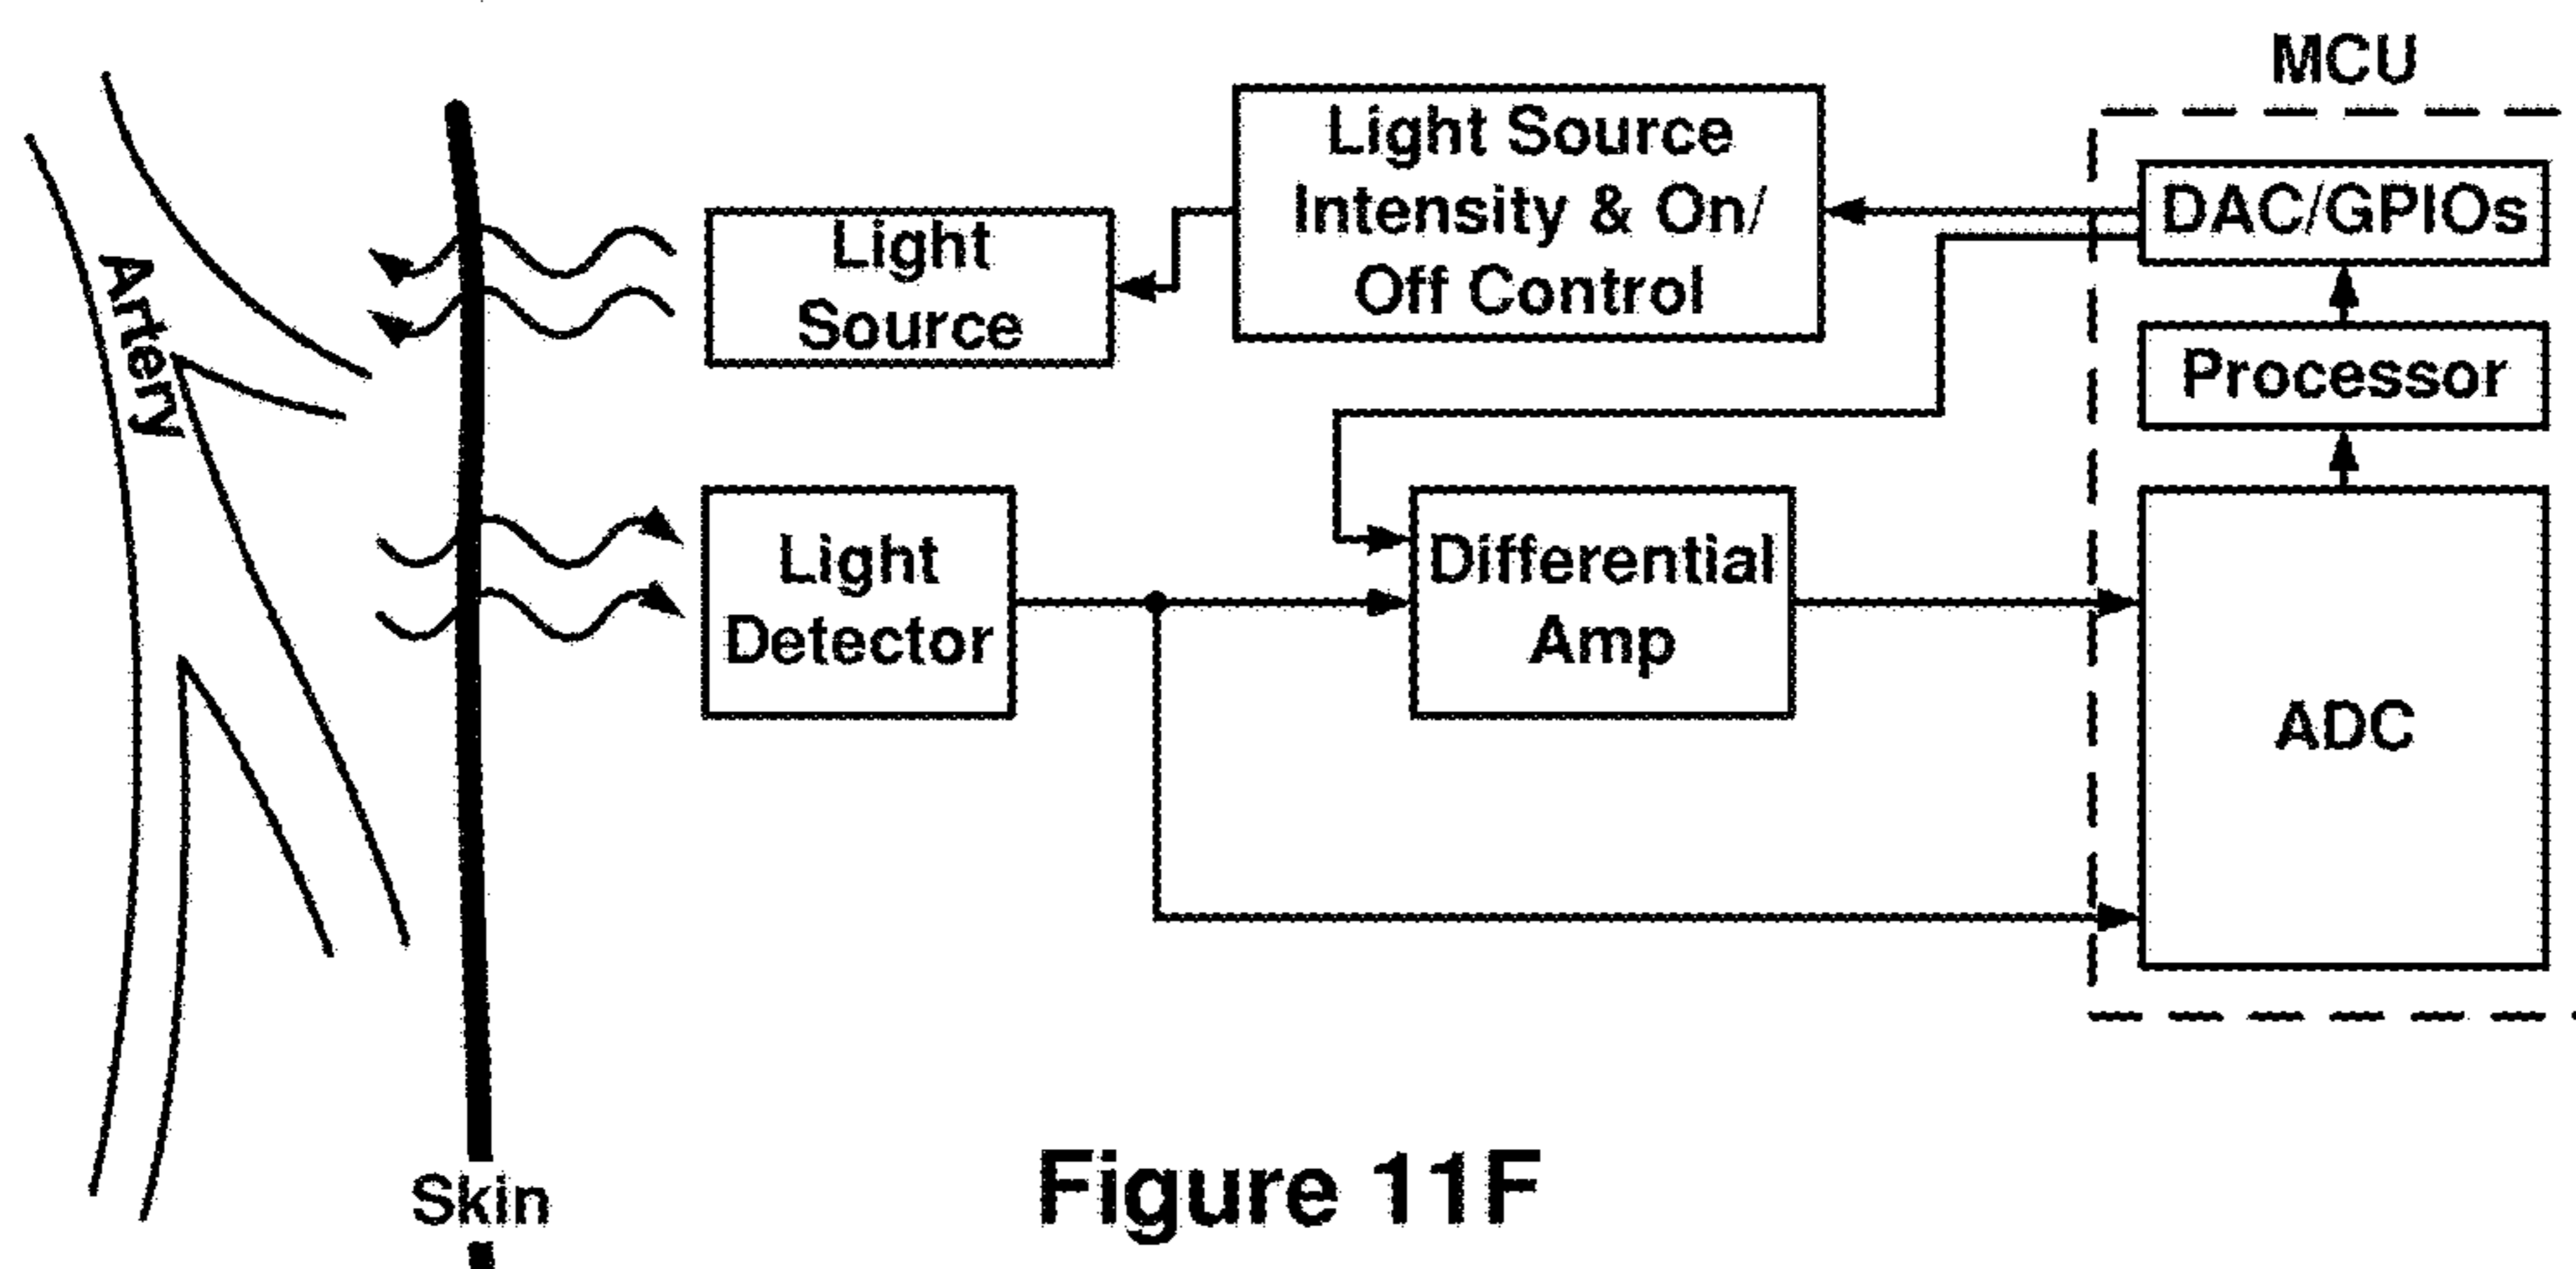 MCU
Light Source
Intensity & On/
Off Control
DAC/GPIOs
Light
Source
Artery
Processor
Light
Detector
Differential
Amp
ADC
Skin
Figure 11F